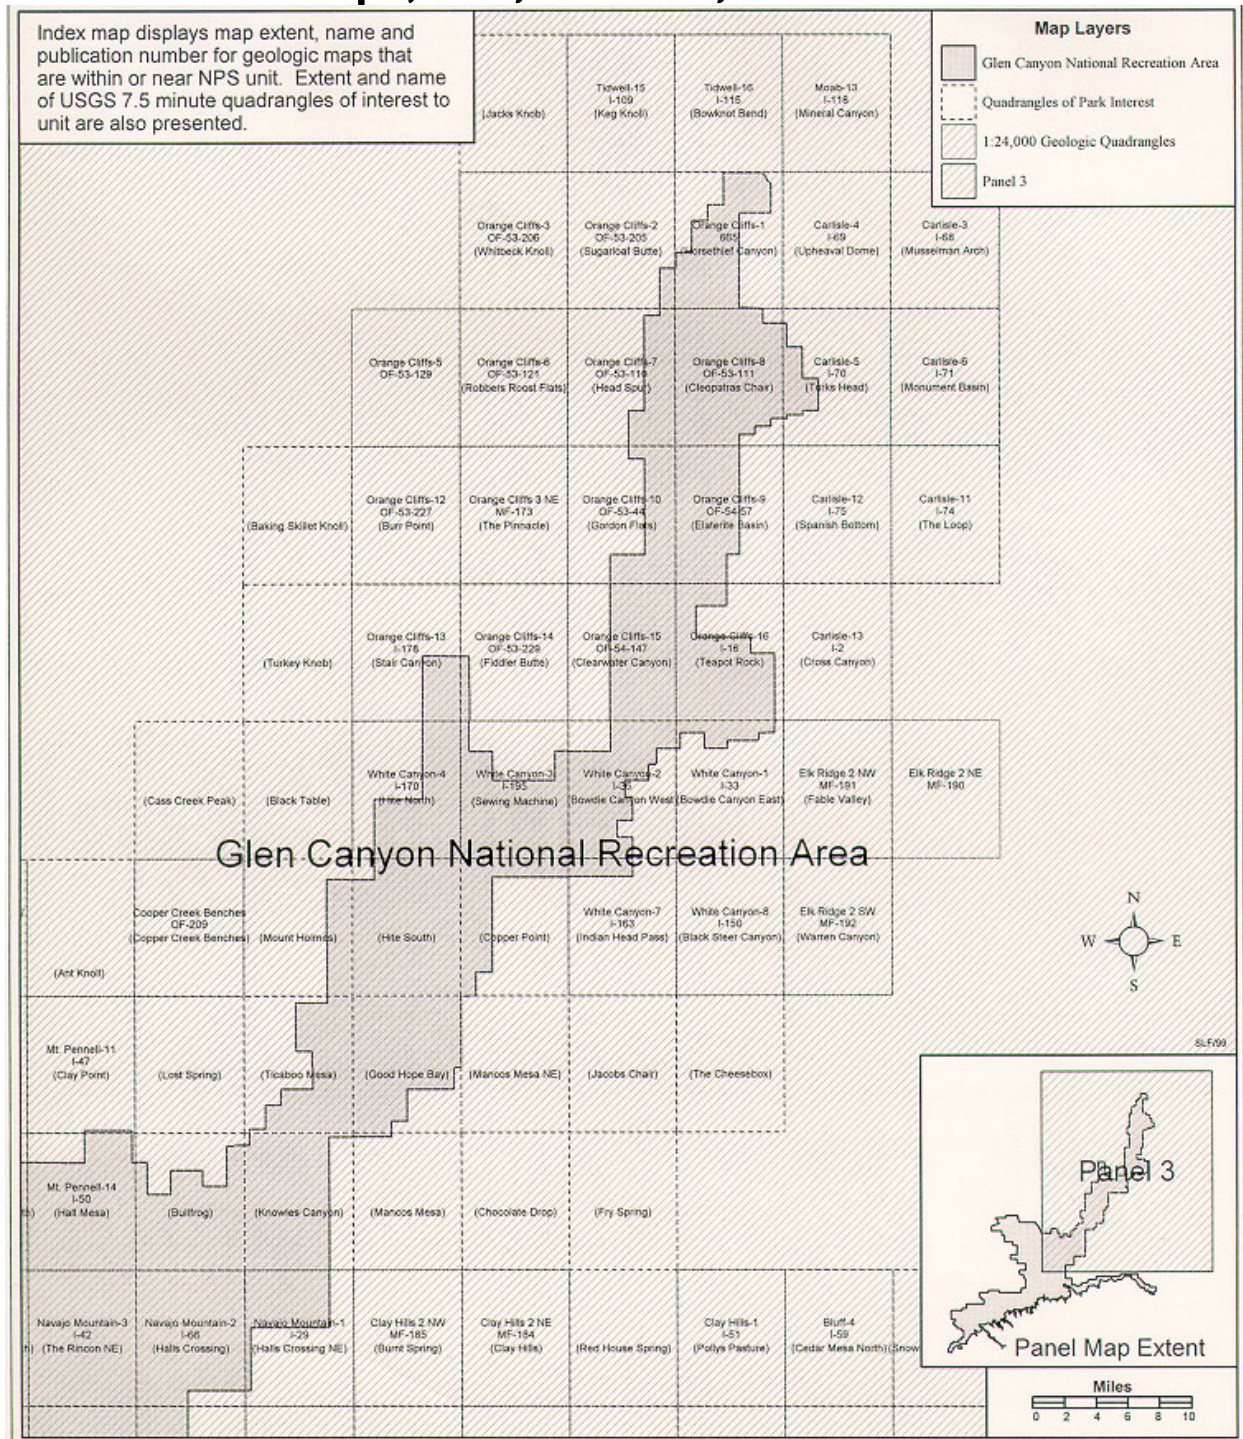 Index map displays map extent, name and
publication number for geologic maps that
are within or near NPS unit.  Extent and name
of USGS 7.5 minute quadrangles of interest to
unit are also presented.
Map Layers
Glen Canyon National Recreation Area
Quadrangles of Park Interest
1:24,000 Geologic Quadrangles
Panel 3
(Jacks Knob)
Tidwell-15
I-109
(Keg Knoll)
Tidwell-16
I-115
(Bowknot Bend)
Moab-13
I-118
(Mineral Canyon)
Orange Cliffs-3
OF-53-206
(Whitbeck Knoll)
Orange Cliffs-2
OF-53-205
(Sugarloaf Butte)
Orange Cliffs-1
665
(Horsethief Canyon)
Carlisle-4
I-69
(Upheaval Dome)
Carlisle-3
I-68
(Musselman Arch)
Orange Cliffs-5
OF-53-129
Orange Cliffs-6
OF-53-121
(Robbers Roost Flats)
Orange Cliffs-7
OF-53-110
(Head Spur)
Orange Cliffs-8
OF-53-111
(Cleopatras Chair)
Carlisle-5
I-70
(Turks Head)
Carlisle-6
I-71
(Monument Basin)
(Baking Skillet Knoll)
Orange Cliffs-12
OF-53-227
(Burr Point)
Orange Cliffs 3 NE
MF-173
(The Pinnacle)
Orange Cliffs-10
OF-53-44
(Gordon Flats)
Orange Cliffs-9
OF-54-57
(Elaterite Basin)
Carlisle-12
I-75
(Spanish Bottom)
Carlisle-11
I-74
(The Loop)
(Turkey Knob)
Orange Cliffs-13
I-178
(Stair Canyon)
Orange Cliffs-14
OF-53-229
(Fiddler Butte)
Orange Cliffs-15
OF-54-147
(Clearwater Canyon)
Orange Cliffs-16
I-16
(Teapot Rock)
Carlisle-13
I-2
(Cross Canyon)
(Cass Creek Peak)
(Black Table)
White Canyon-4
I-170
(Hite North)
White Canyon-3
I-195
(Sewing Machine)
White Canyon-2
I-35
(Bowdie Canyon West)
White Canyon-1
I-33
(Bowdie Canyon East)
Elk Ridge 2 NW
MF-191
(Fable Valley)
Elk Ridge 2 NE
MF-190
Glen Canyon National Recreation Area
(Ant Knoll)
Cooper Creek Benches
OF-209
(Copper Creek Benches)
(Mount Holmes)
(Hite South)
(Copper Point)
White Canyon-7
I-163
(Indian Head Pass)
White Canyon-8
I-150
(Black Steer Canyon)
Elk Ridge 2 SW
MF-192
(Warren Canyon)
N
W
E
S
SLF/99
Mt. Pennell-11
I-47
(Clay Point)
(Lost Spring)
(Ticaboo Mesa)
(Good Hope Bay)
(Mancos Mesa NE)
(Jacobs Chair)
(The Cheesebox)
Mt. Pennell-14
I-50
(Hall Mesa)
(Bullfrog)
(Knowles Canyon)
(Mancos Mesa)
(Chocolate Drop)
(Fry Spring)
Navajo Mountain-3
I-42
(The Rincon NE)
Navajo Mountain-2
I-66
(Halls Crossing)
Navajo Mountain-1
I-29
(Halls Crossing NE)
Clay Hills 2 NW
MF-185
(Burnt Spring)
Clay Hills 2 NE
MF-184
(Clay Hills)
(Red House Spring)
Clay Hills-1
I-51
(Pollys Pasture)
Bluff-4
I-59
(Cedar Mesa North)
(Snow
Panel 3
Panel Map Extent
Miles
0 2 4 6 8 10